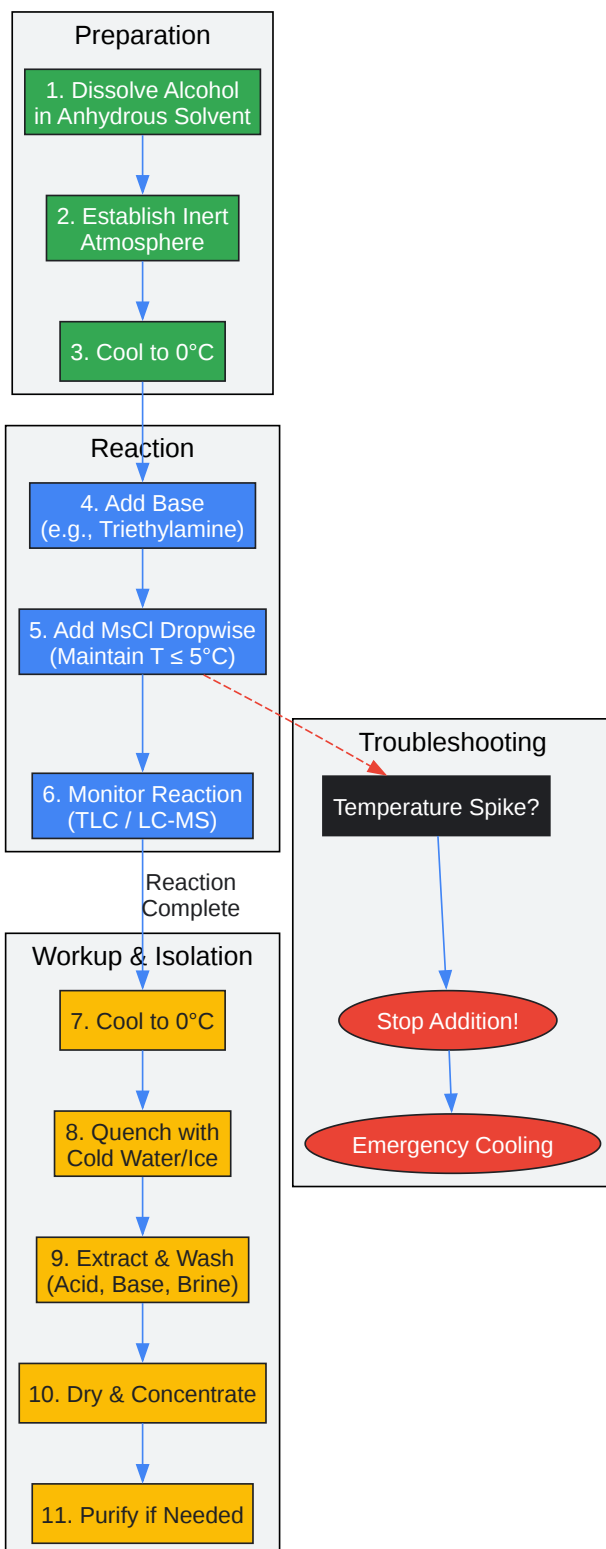 Preparation
1. Dissolve Alcohol
in Anhydrous Solvent
2. Establish Inert
Atmosphere
3. Cool to 0°C
Reaction
4. Add Base
(e.g., Triethylamine)
5. Add MsCl Dropwise
(Maintain T ≤ 5°C)
6. Monitor Reaction
(TLC / LC-MS)
Reaction
Complete
Troubleshooting
Temperature Spike?
Stop Addition!
Emergency Cooling
Workup & Isolation
7. Cool to 0°C
8. Quench with
Cold Water/Ice
9. Extract & Wash
(Acid, Base, Brine)
10. Dry & Concentrate
11. Purify if Needed